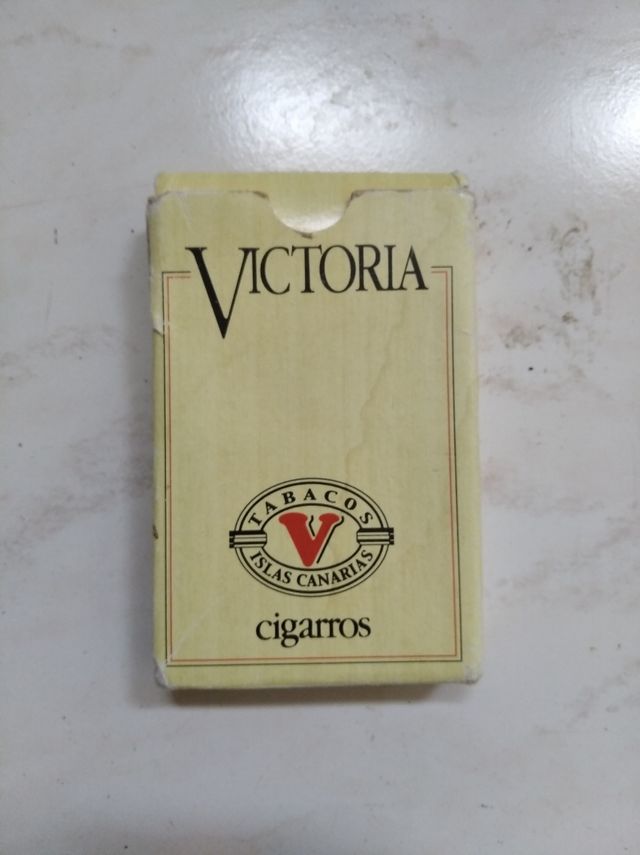 VICTORIA
TABACOS
V
ISLAS CANARIAS
cigarros